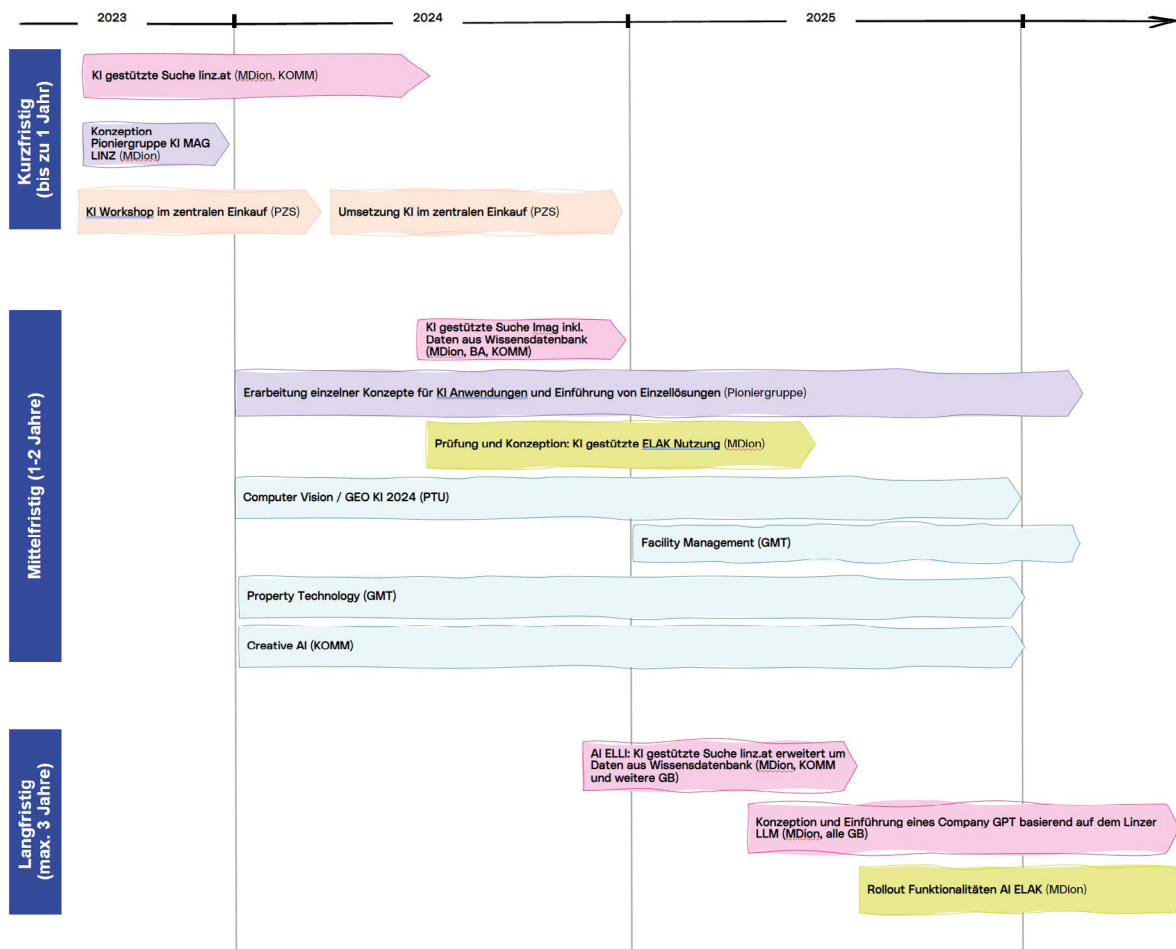 2023
2024
2025
Kurzfristig
(bis zu 1 Jahr)
KI gestützte Suche linz.at (MDion, KOMM)
Konzeption
Pioniergruppe KI MAG
LINZ (MDion)
KI Workshop im zentralen Einkauf (PZS)
Umsetzung KI im zentralen Einkauf (PZS)
Mittelfristig (1-2 Jahre)
KI gestützte Suche Imag inkl.
Daten aus Wissensdatenbank
(MDion, BA, KOMM)
Erarbeitung einzelner Konzepte für KI Anwendungen und Einführung von Einzellösungen (Pioniergruppe)
Prüfung und Konzeption: KI gestützte ELAK Nutzung (MDion)
Computer Vision / GEO KI 2024 (PTU)
Facility Management (GMT)
Property Technology (GMT)
Creative AI (KOMM)
Langfristig
(max. 3 Jahre)
AI ELLI: KI gestützte Suche linz.at erweitert um
Daten aus Wissensdatenbank (MDion, KOMM
und weitere GB)
Konzeption und Einführung eines Company GPT basierend auf dem Linzer
LLM (MDion, alle GB)
Rollout Funktionalitäten AI ELAK (MDion)